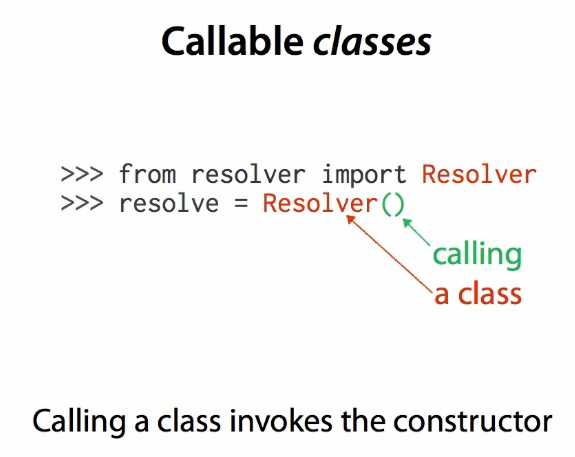 Callable classes
>>> from resolver import Resolver
>>> resolve = Resolver()
calling
a class
Calling a class invokes the constructor